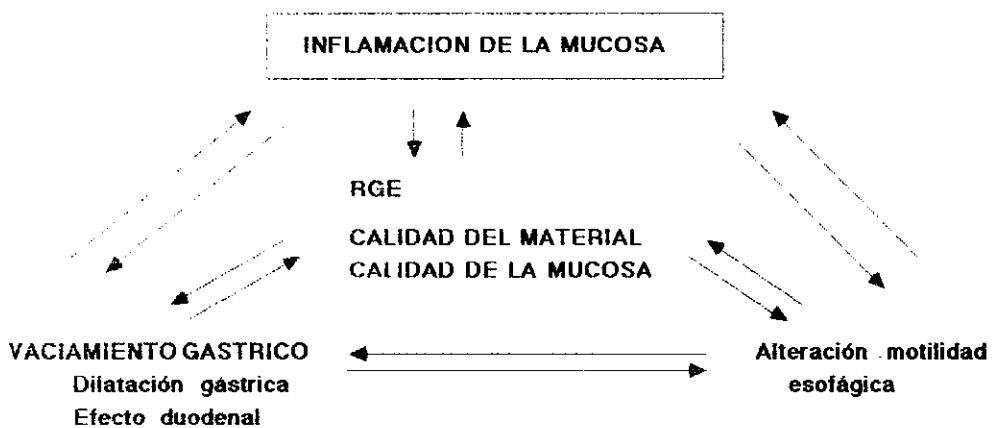 INFLAMACION DE LA MUCOSA
RGE
CALIDAD DEL MATERIAL
CALIDAD DE LA MUCOSA
VACIAMIENTO GASTRICO
Dilatación gástrica
Efecto duodenal
Alteración motilidad
esofágica